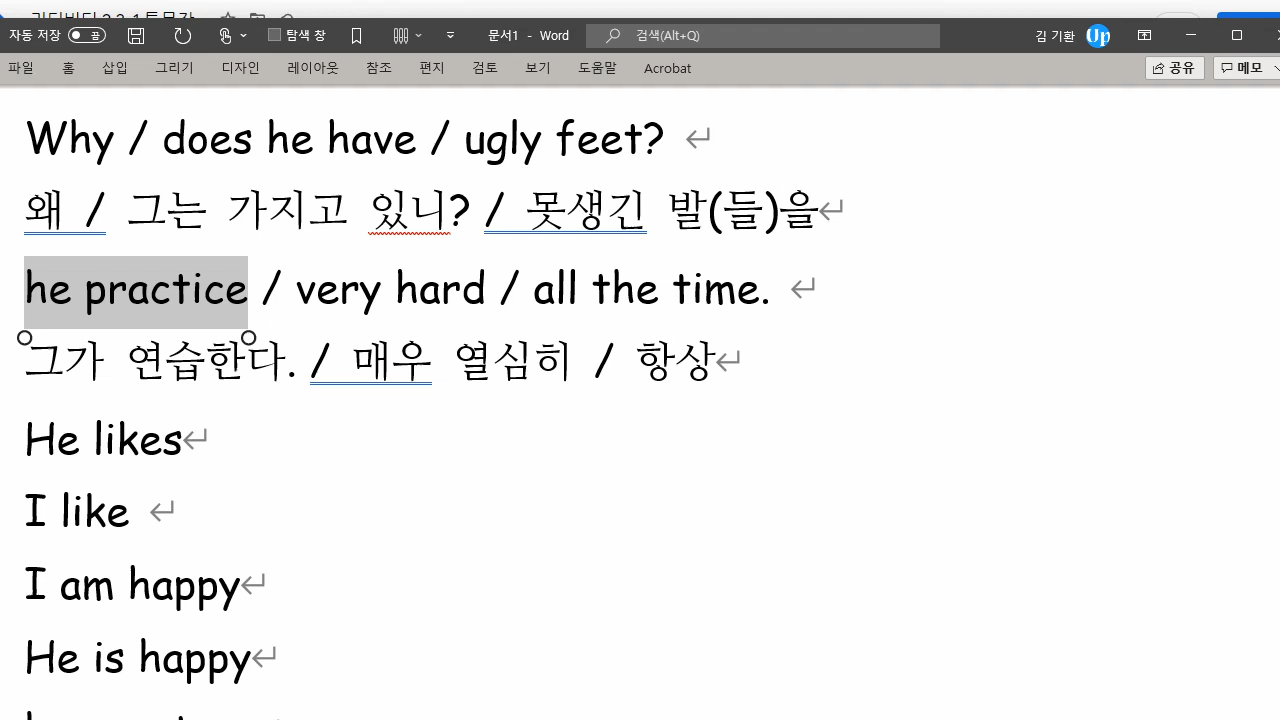 자동 저장 끔 탐색 창 문서1 - Word 검색(Alt+Q) 김 기환 Up
파일 홈 삽입 그리기 디자인 레이아웃 참조 편지 검토 보기 도움말 Acrobat 공유 메모
Why / does he have / ugly feet?
왜 / 그는 가지고 있니? / 못생긴 발(들)을
he practice / very hard / all the time.
그가 연습한다. / 매우 열심히 / 항상
He likes
I like
I am happy
He is happy